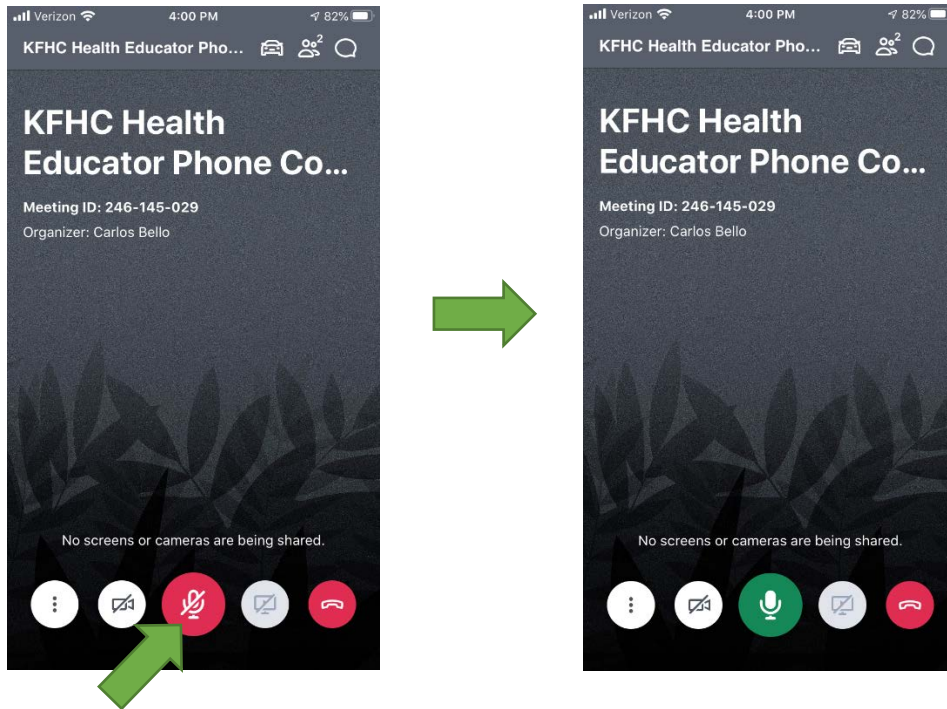 Verizon 4:00 PM 82%
KFHC Health Educator Pho... 2
KFHC Health
Educator Phone Co...
Meeting ID: 246-145-029
Organizer: Carlos Bello
No screens or cameras are being shared.
Verizon 4:00 PM 82%
KFHC Health Educator Pho... 2
KFHC Health
Educator Phone Co...
Meeting ID: 246-145-029
Organizer: Carlos Bello
No screens or cameras are being shared.